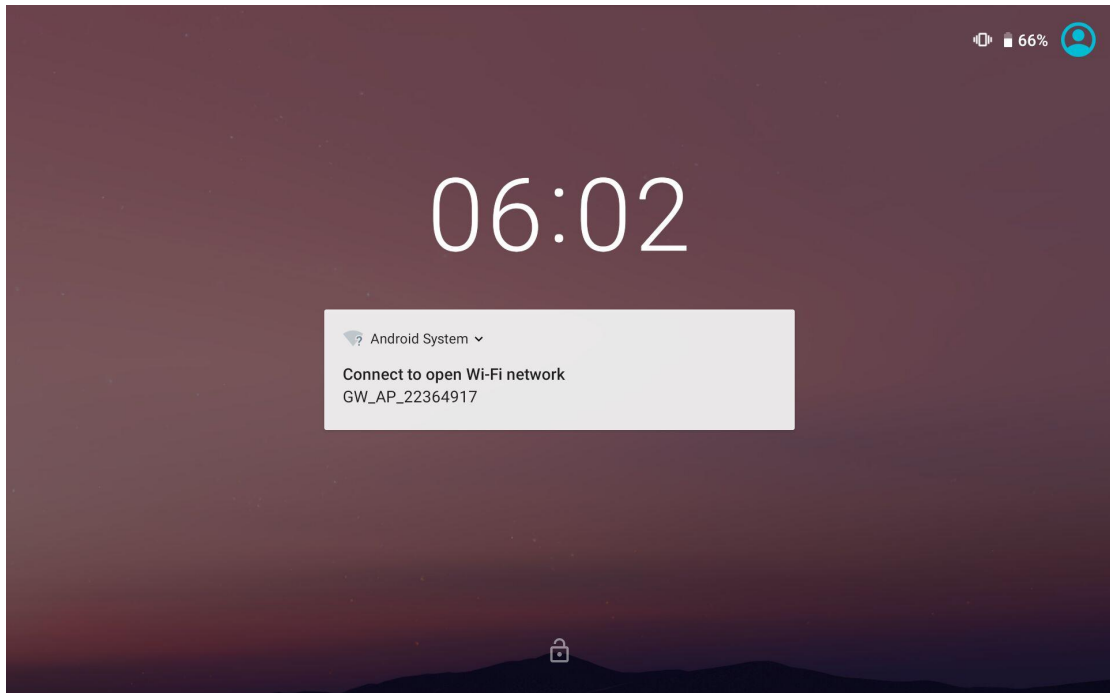 66%
06:02
Android System
Connect to open Wi-Fi network
GW_AP_22364917